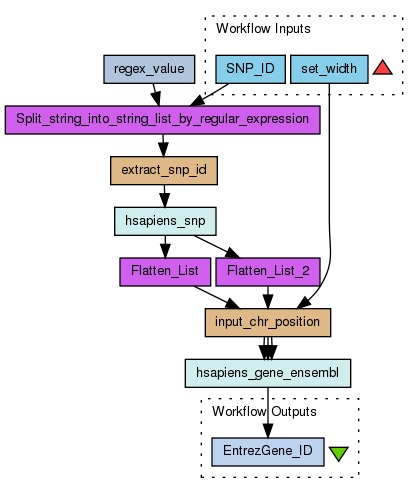 Workflow Inputs
regex_value
SNP_ID
set_width
Split_string_into_string_list_by_regular_expression
extract_snp_id
hsapiens_snp
Flatten_List
Flatten_List_2
input_chr_position
hsapiens_gene_ensembl
Workflow Outputs
EntrezGene_ID